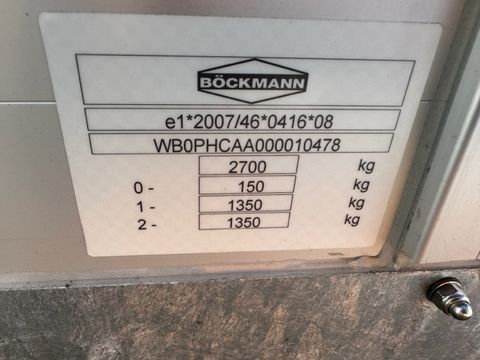 BÖCKMANN
e1*2007/46*0416*08
WB0PHCAA000010478
2700 kg
0- 150 kg
1- 1350 kg
2- 1350 kg